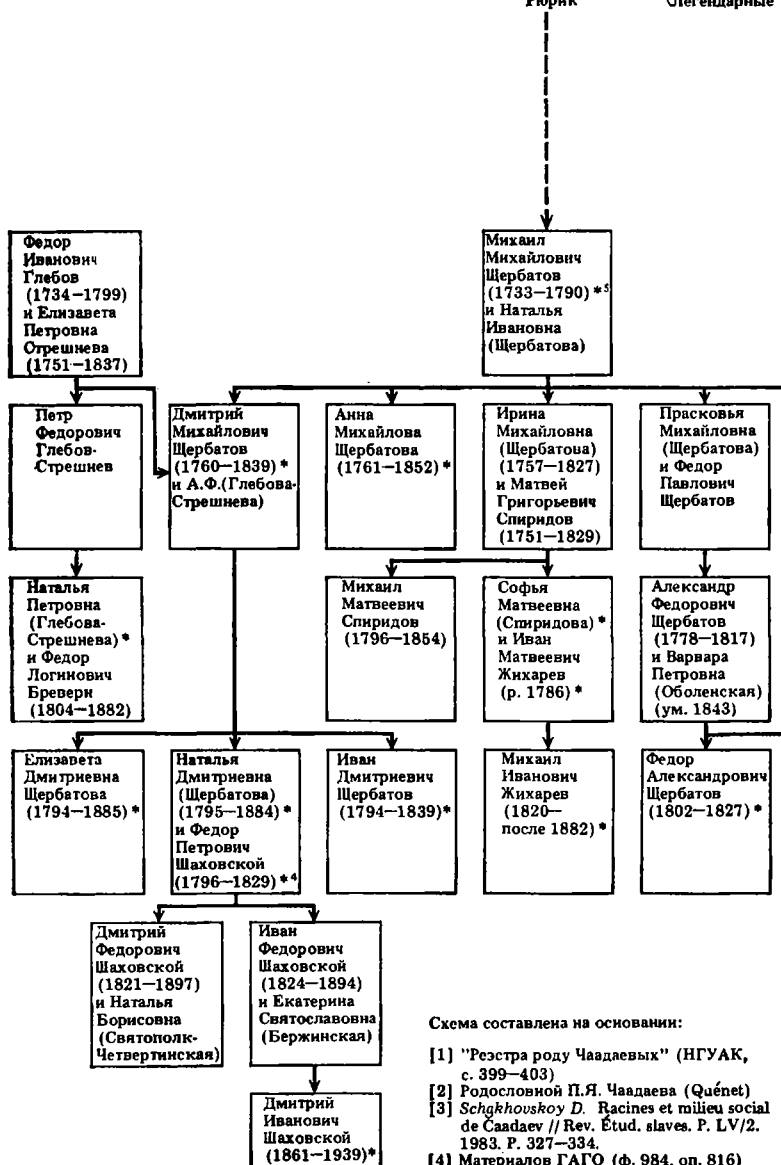 Рюрик
Легендарные
Федор
Иванович
Глебов
(1734—1799)
и Елизавета
Петровна
Стрешнева
(1751—1837)
Михаил
Михайлович
Щербатов
(1733—1790) *⁵
и Наталья
Ивановна
(Щербатова)
Петр
Федорович
Глебов-
Стрешнев
Дмитрий
Михайлович
Щербатов
(1760—1839) *
и А.Ф.(Глебова-
Стрешнева)
Анна
Михайлова
Щербатова
(1761—1852) *
Ирина
Михайловна
(Щербатова)
(1757—1827)
и Матвей
Григорьевич
Спиридов
(1751—1829)
Прасковья
Михайловна
(Щербатова)
и Федор
Павлович
Щербатов
Наталья
Петровна
(Глебова-
Стрешнева) *
и Федор
Логинович
Бреверн
(1804—1882)
Михаил
Матвеевич
Спиридов
(1796—1854)
Софья
Матвеевна
(Спиридова) *
и Иван
Матвеевич
Жихарев
(р. 1786) *
Александр
Федорович
Щербатов
(1778—1817)
и Варвара
Петровна
(Оболенская)
(ум. 1843)
Елизавета
Дмитриевна
Щербатова
(1794—1885) *
Наталья
Дмитриевна
(Щербатова)
(1795—1884) *
и Федор
Петрович
Шаховской
(1796—1829) *⁴
Иван
Дмитриевич
Щербатов
(1794—1839)*
Михаил
Иванович
Жихарев
(1820—
после 1882) *
Федор
Александрович
Щербатов
(1802—1827) *
Дмитрий
Федорович
Шаховской
(1821—1897)
и Наталья
Борисовна
(Святополк-
Четвертинская)
Иван
Федорович
Шаховской
(1824—1894)
и Екатерина
Святославовна
(Бержинская)
Дмитрий
Иванович
Шаховской
(1861—1939)*
Схема составлена на основании:
[1] "Реэстра роду Чаадаевых" (НГУАК,
с. 399—403)
[2] Родословной П.Я. Чаадаева (Quénet)
[3] Schakhovskoy D. Racines et milieu social
de Čaadaev // Rev. Étud. slaves. P. LV/2.
1983. P. 327—334.
[4] Материалов ГАГО (ф. 984, оп. 816)